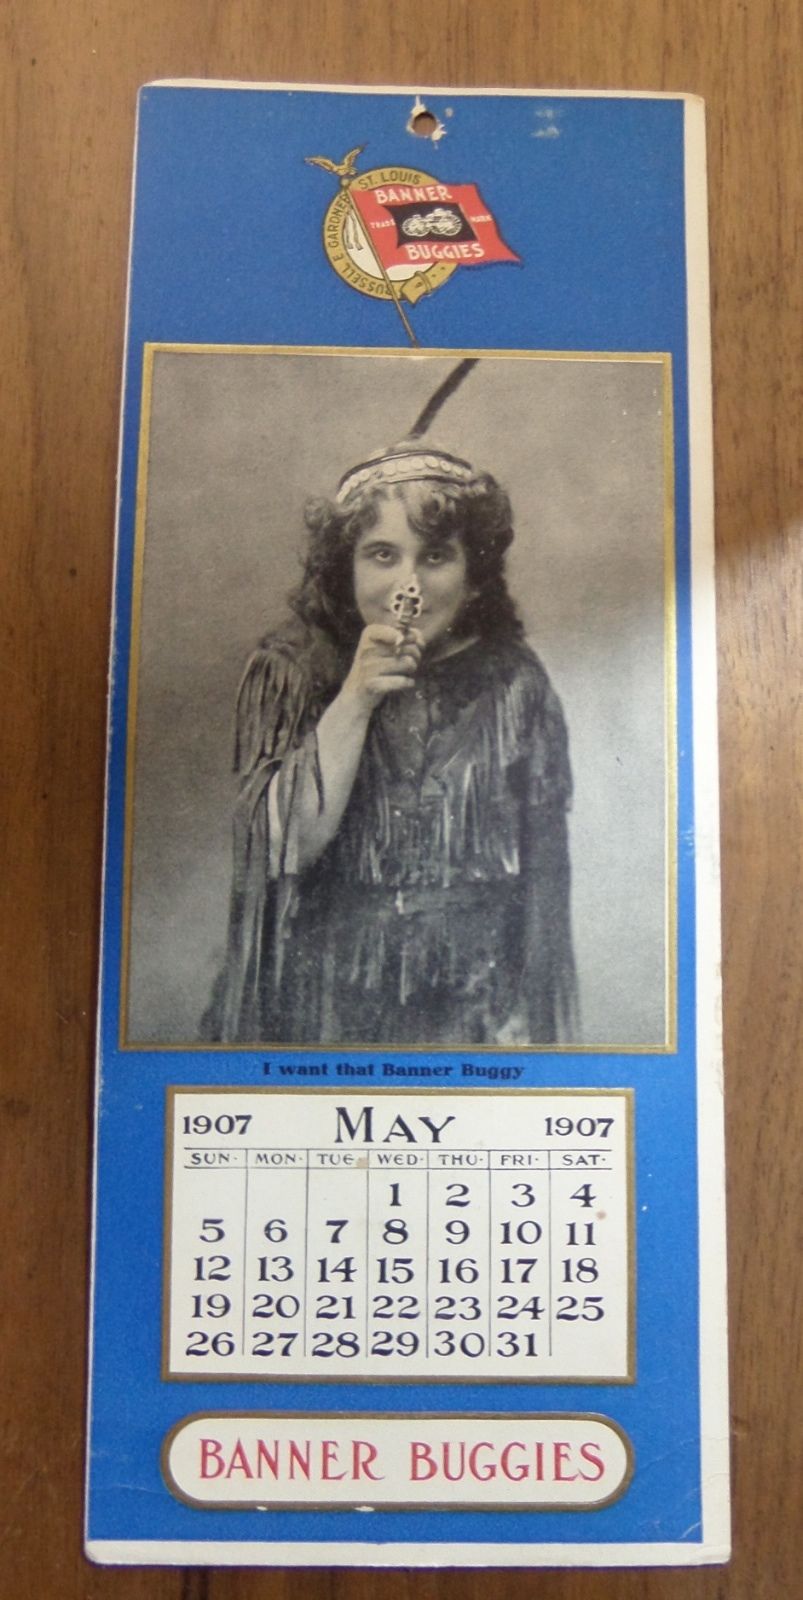 ST. LOUIS
RUSSELL E. GARDNER
BANNER
TRADE MARK
BUGGIES
I want that Banner Buggy
1907 MAY 1907
SUN. MON. TUE. WED. THU. FRI. SAT.
1 2 3 4
5 6 7 8 9 10 11
12 13 14 15 16 17 18
19 20 21 22 23 24 25
26 27 28 29 30 31
BANNER BUGGIES